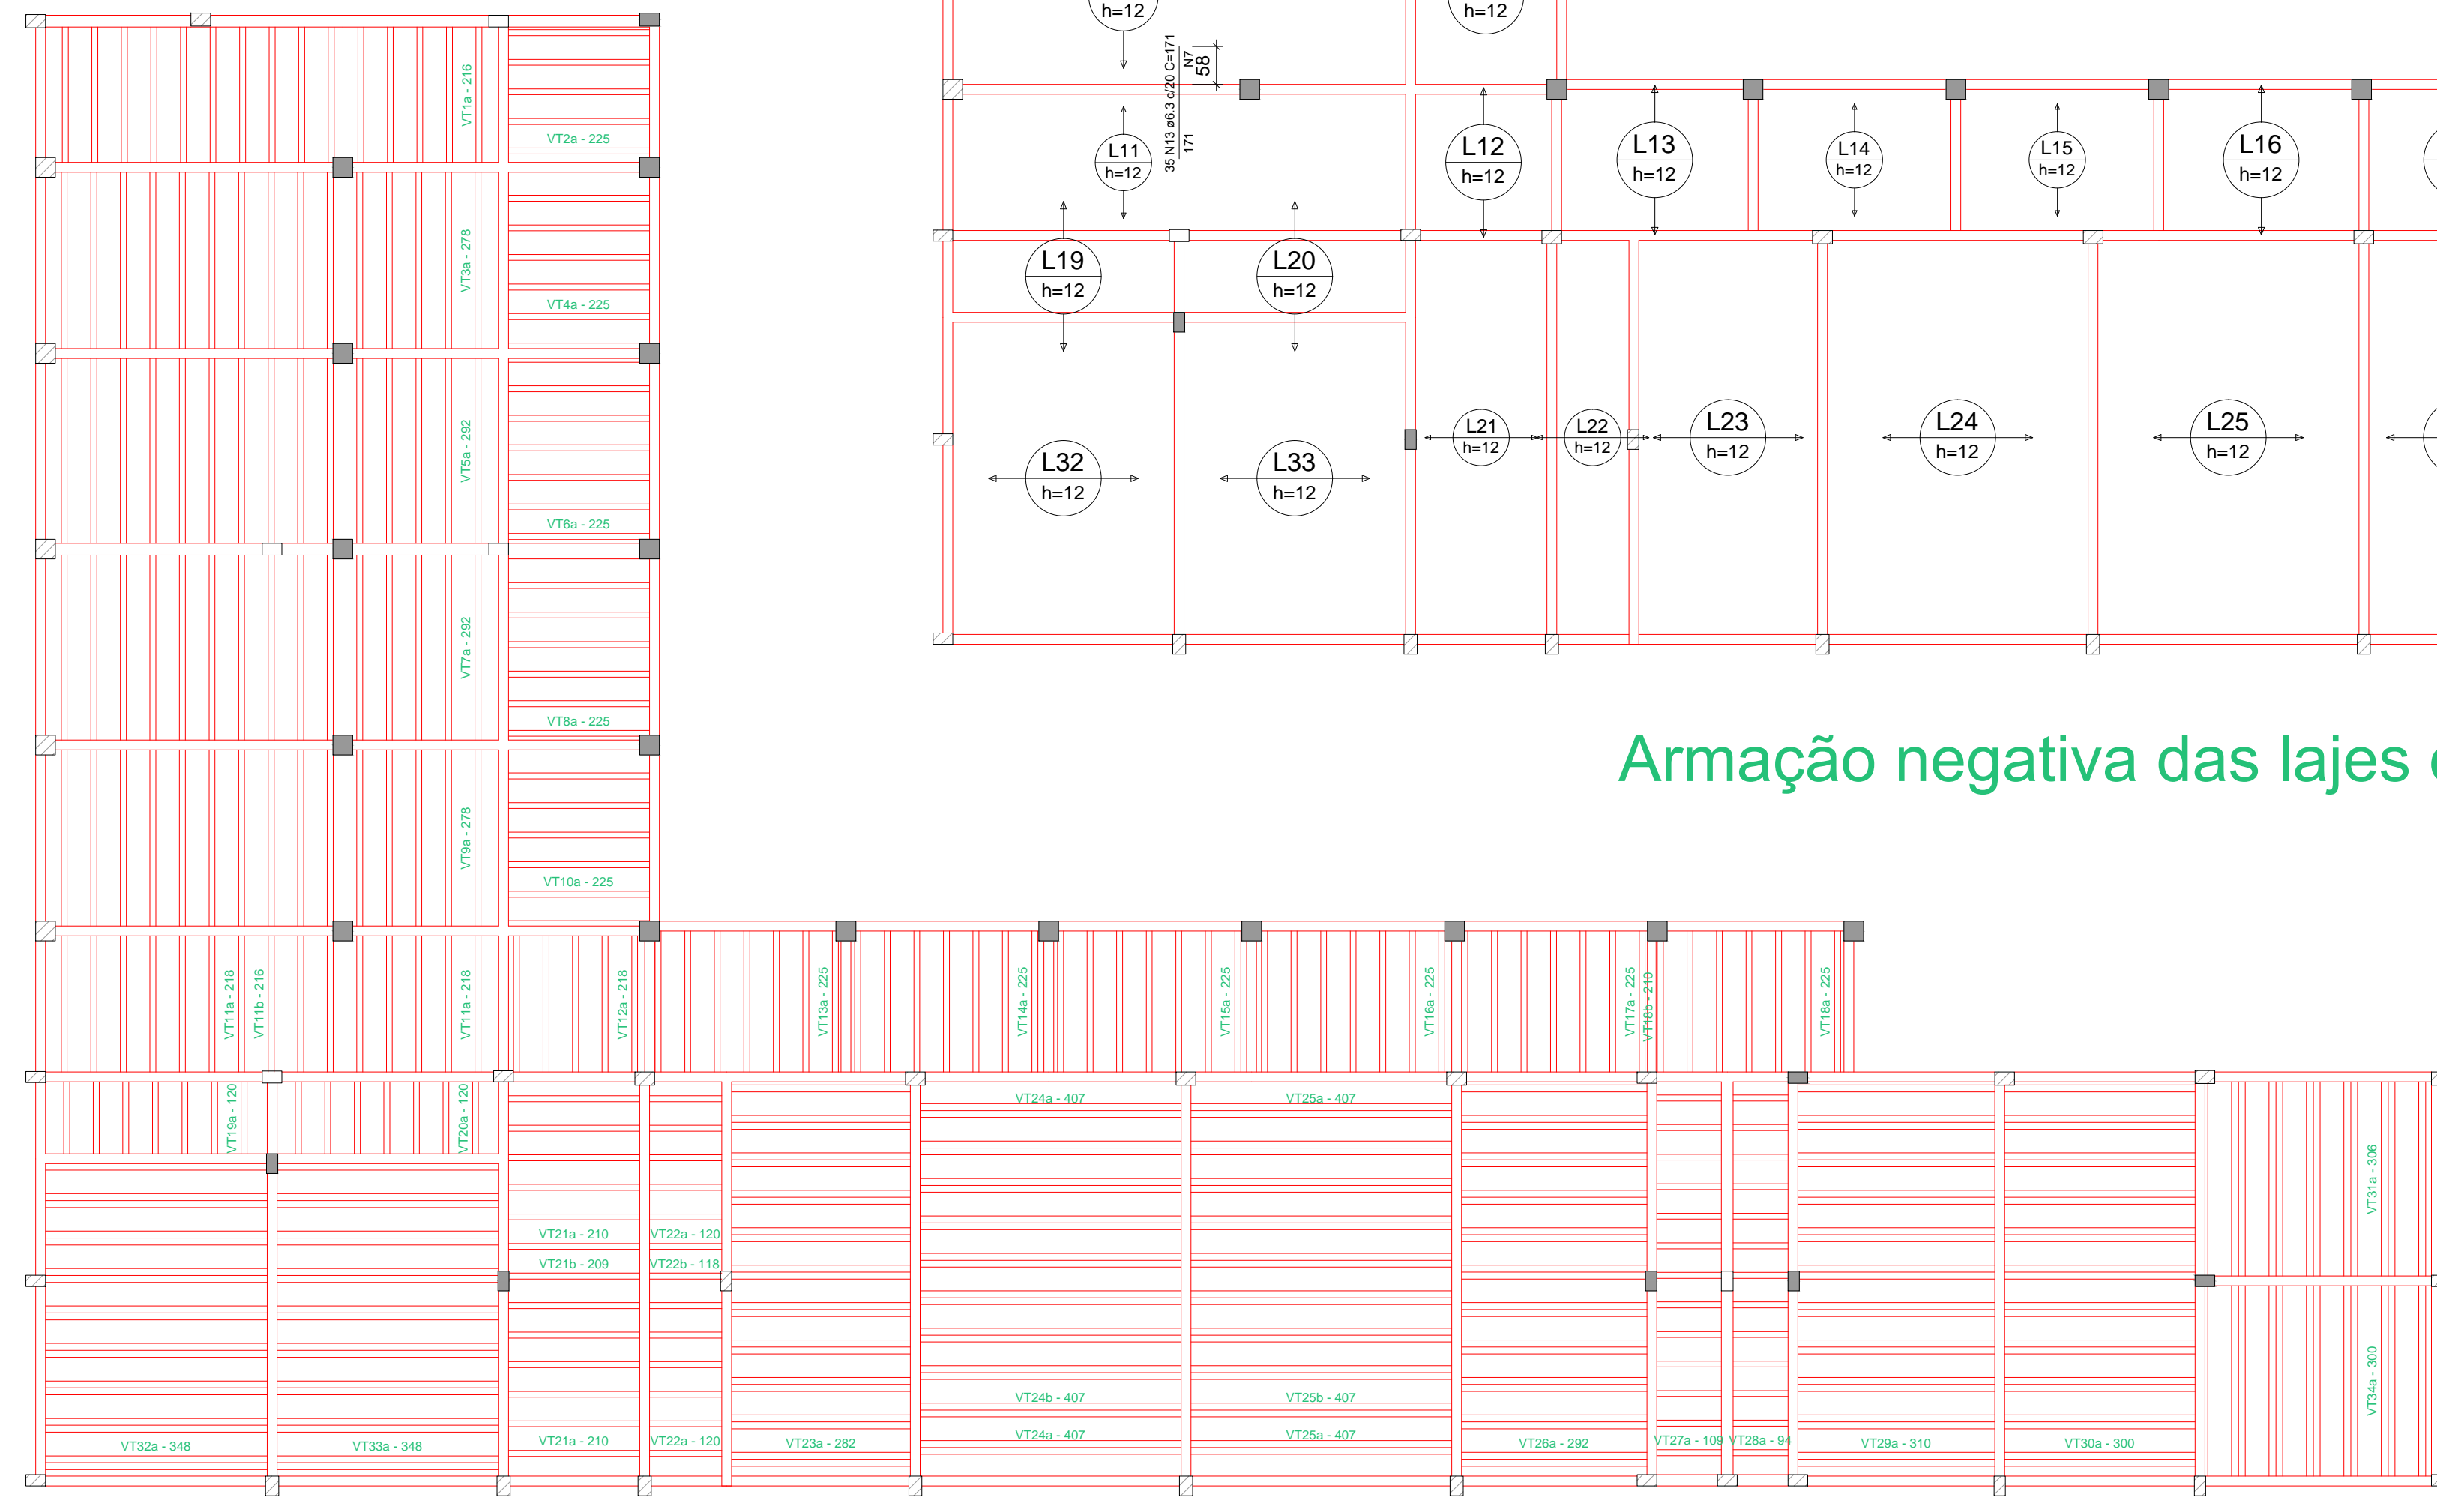 VT1a - 216
VT2a - 225
VT3a - 278
VT4a - 225
VT5a - 292
VT6a - 225
VT7a - 292
VT8a - 225
VT9a - 278
VT10a - 225
h=12
h=12
35 N13 ø6.3 c/20 C=171
171
N7
58
L11
h=12
L12
h=12
L13
h=12
L14
h=12
L15
h=12
L16
h=12
L19
h=12
L20
h=12
L21
h=12
L22
h=12
L23
h=12
L24
h=12
L25
h=12
L32
h=12
L33
h=12
Armação negativa das lajes
VT11a - 218
VT11b - 216
VT11a - 218
VT12a - 218
VT13a - 225
VT14a - 225
VT15a - 225
VT16a - 225
VT17a - 225
VT18b - 210
VT18a - 225
VT19a - 120
VT20a - 120
VT24a - 407
VT25a - 407
VT31a - 306
VT21a - 210
VT22a - 120
VT21b - 209
VT22b - 118
VT24b - 407
VT25b - 407
VT34a - 300
VT32a - 348
VT33a - 348
VT21a - 210
VT22a - 120
VT23a - 282
VT24a - 407
VT25a - 407
VT26a - 292
VT27a - 109
VT28a - 94
VT29a - 310
VT30a - 300